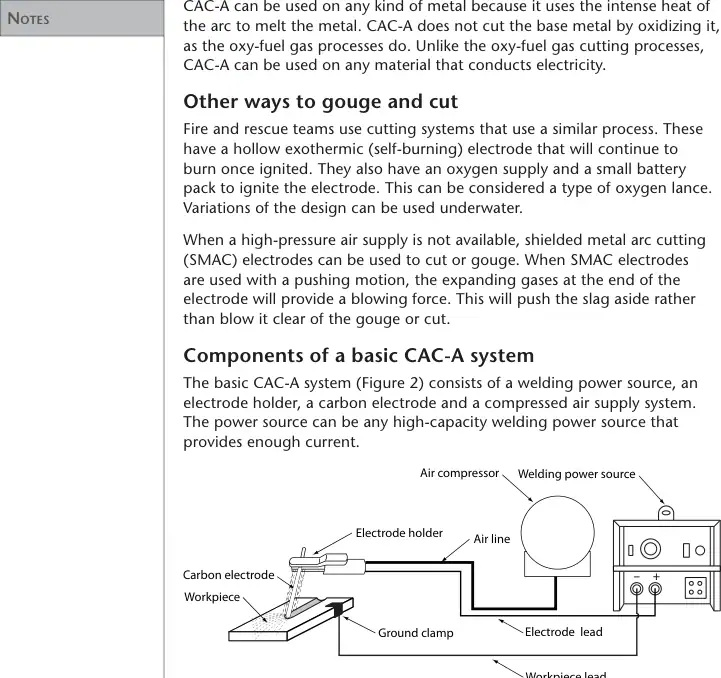 NOTES
CAC-A can be used on any kind of metal because it uses the intense heat of
the arc to melt the metal. CAC-A does not cut the base metal by oxidizing it,
as the oxy-fuel gas processes do. Unlike the oxy-fuel gas cutting processes,
CAC-A can be used on any material that conducts electricity.
Other ways to gouge and cut
Fire and rescue teams use cutting systems that use a similar process. These
have a hollow exothermic (self-burning) electrode that will continue to
burn once ignited. They also have an oxygen supply and a small battery
pack to ignite the electrode. This can be considered a type of oxygen lance.
Variations of the design can be used underwater.
When a high-pressure air supply is not available, shielded metal arc cutting
(SMAC) electrodes can be used to cut or gouge. When SMAC electrodes
are used with a pushing motion, the expanding gases at the end of the
electrode will provide a blowing force. This will push the slag aside rather
than blow it clear of the gouge or cut.
Components of a basic CAC-A system
The basic CAC-A system (Figure 2) consists of a welding power source, an
electrode holder, a carbon electrode and a compressed air supply system.
The power source can be any high-capacity welding power source that
provides enough current.
Air compressor
Welding power source
Electrode holder
Air line
Carbon electrode
Workpiece
− +
Ground clamp
Electrode lead
Workpiece lead